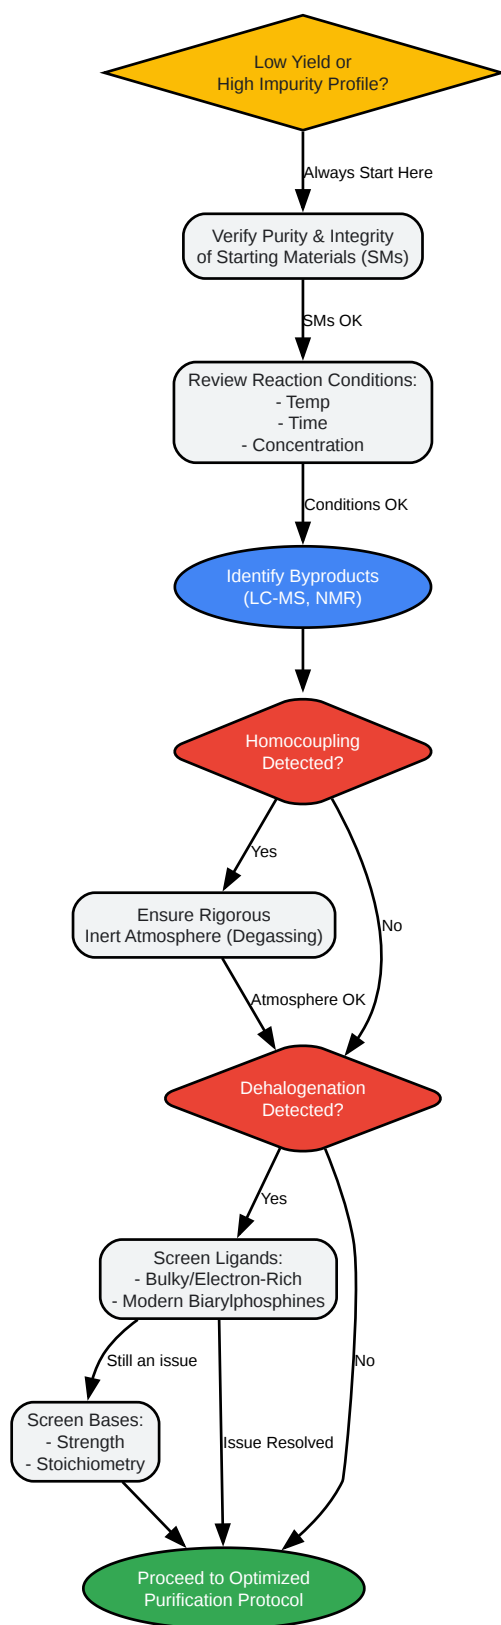 Low Yield or
High Impurity Profile?
Always Start Here
Verify Purity & Integrity
of Starting Materials (SMs)
SMs OK
Review Reaction Conditions:
- Temp
- Time
- Concentration
Conditions OK
Identify Byproducts
(LC-MS, NMR)
Homocoupling
Detected?
Yes
Ensure Rigorous
Inert Atmosphere (Degassing)
No
Atmosphere OK
Dehalogenation
Detected?
Yes
Screen Ligands:
- Bulky/Electron-Rich
- Modern Biarylphosphines
Still an issue
No
Screen Bases:
- Strength
- Stoichiometry
Issue Resolved
Proceed to Optimized
Purification Protocol